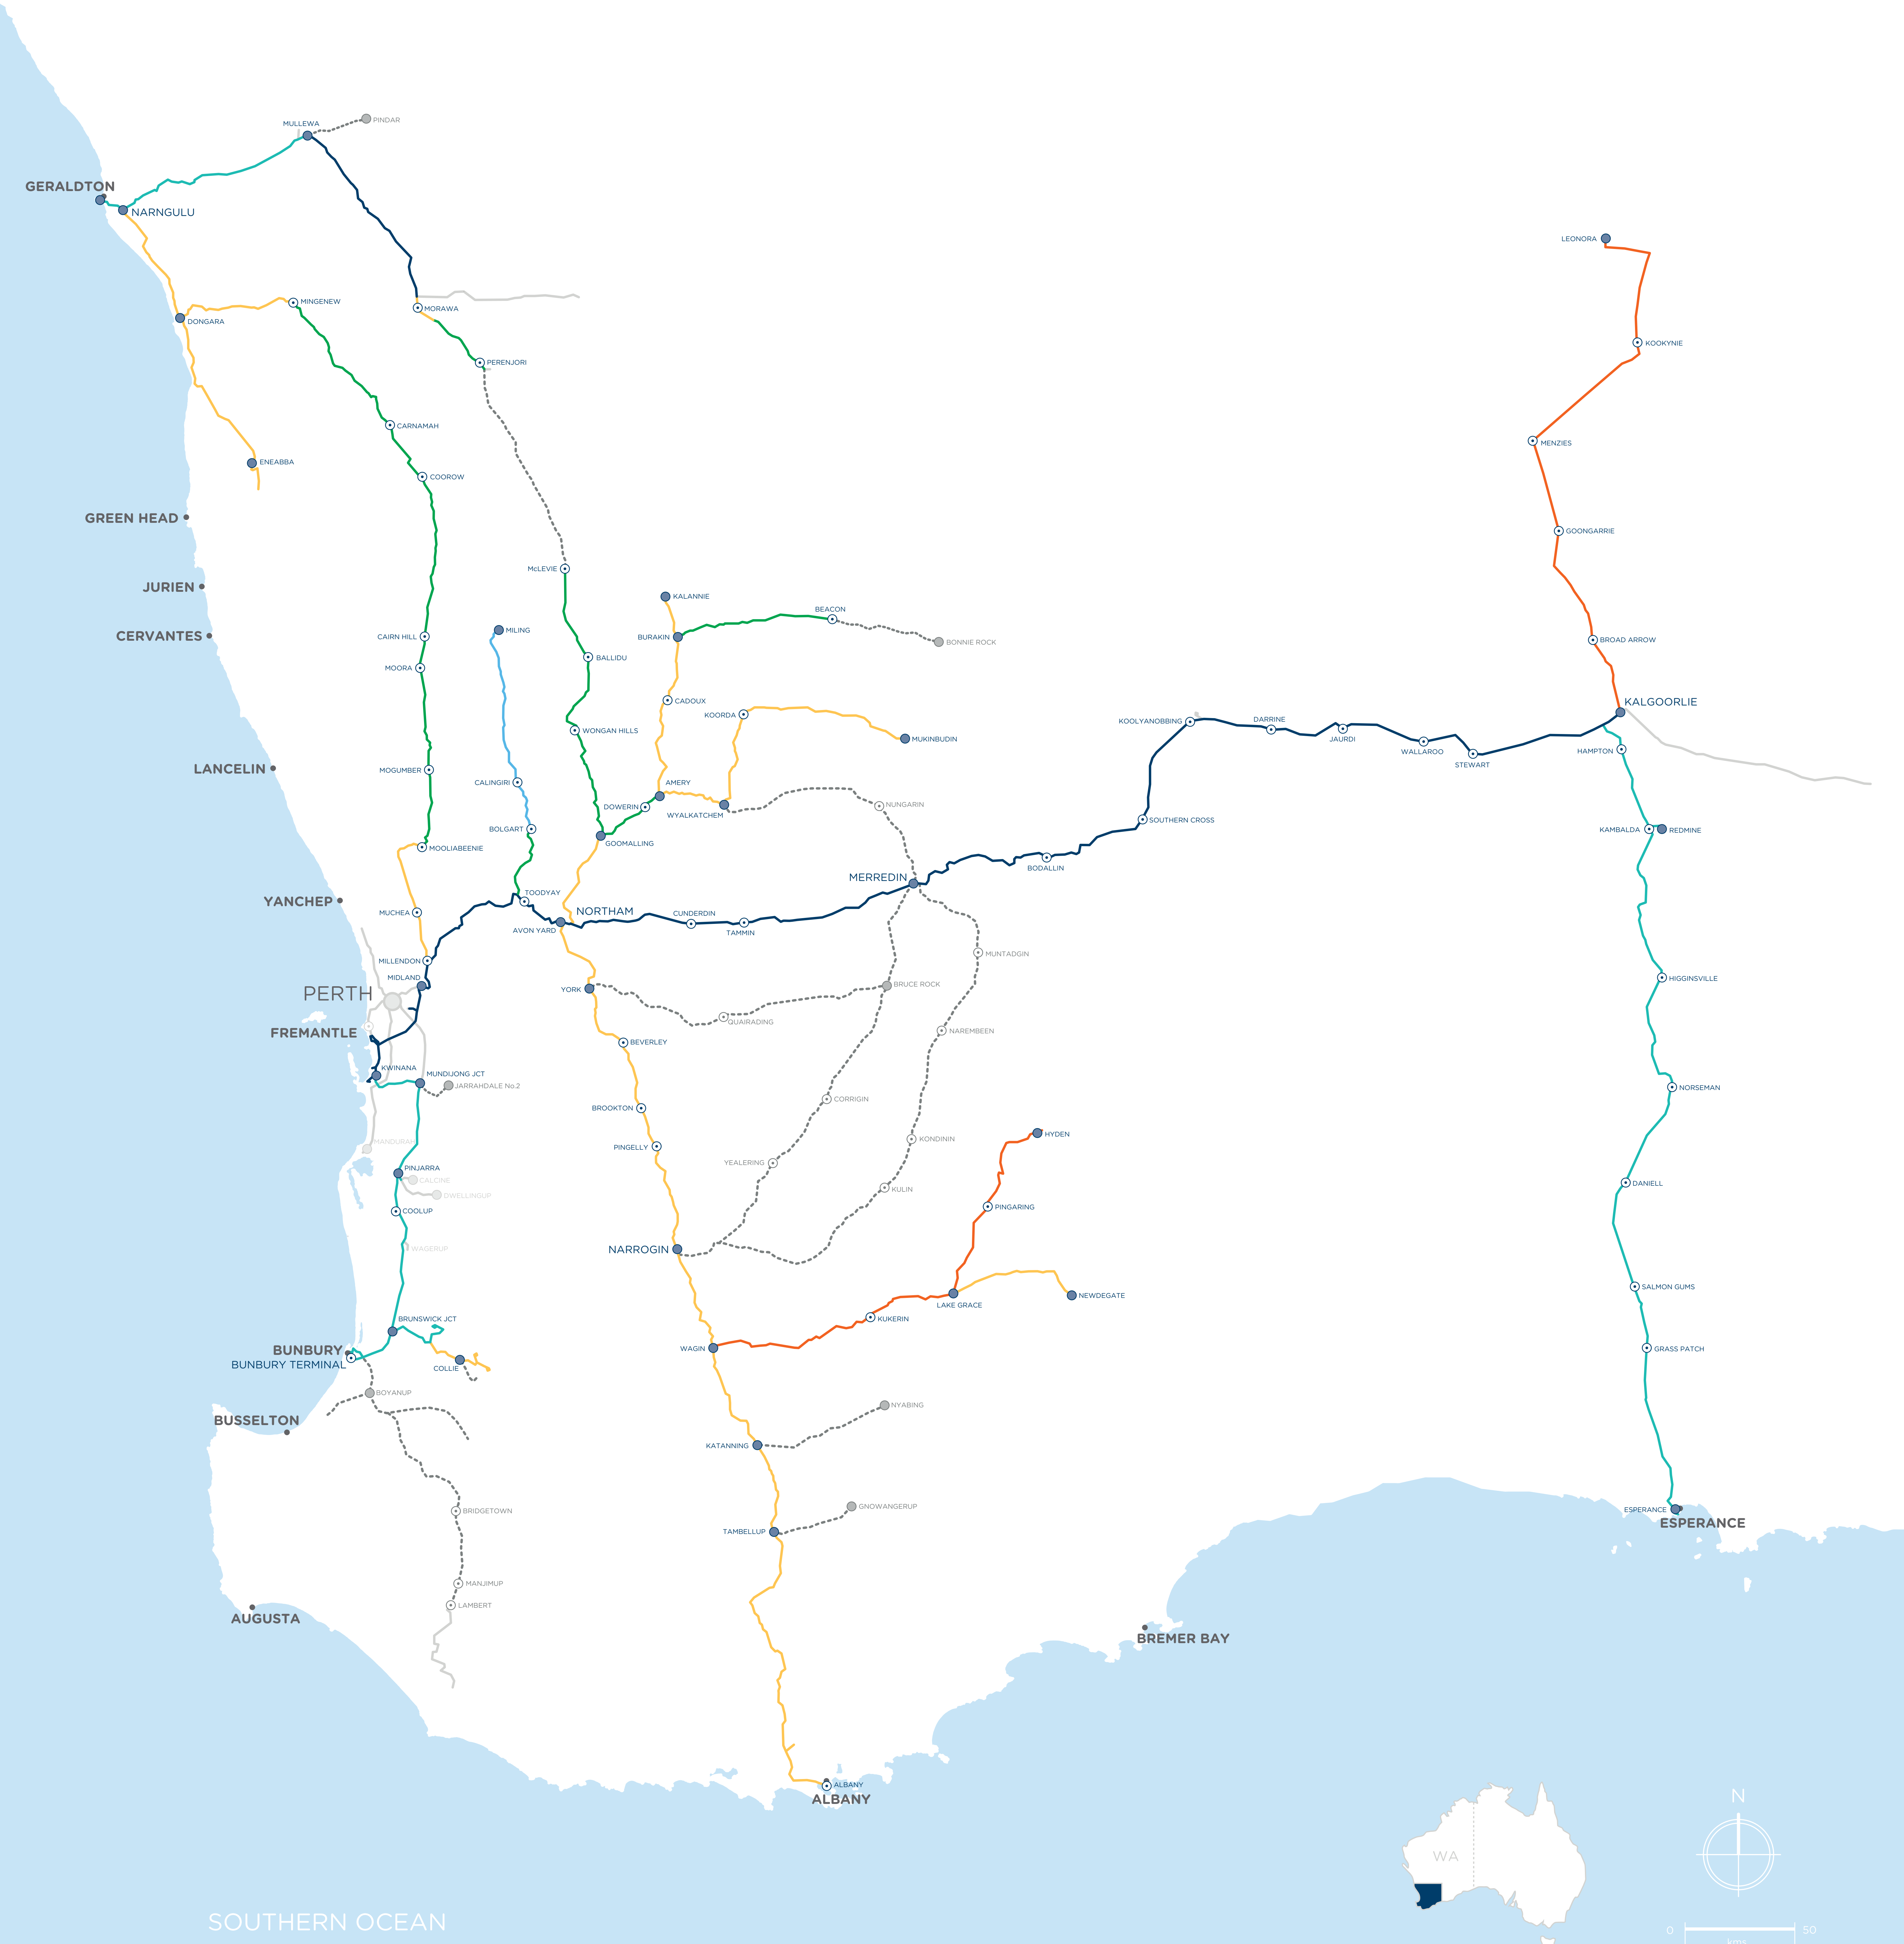 PINDAR
MULLEWA
GERALDTON
NARNGULU
LEONORA
MINGENEW
MORAWA
DONGARA
KOOKYNIE
PERENJORI
CARNAMAH
MENZIES
ENEABBA
COOROW
GREEN HEAD
GOONGARRIE
McLEVIE
JURIEN
KALANNIE
BEACON
MILING
CERVANTES
CAIRN HILL
BURAKIN
BONNIE ROCK
BROAD ARROW
MOORA
BALLIDU
CADOUX
KALGOORLIE
KOORDA
KOOLYANOBBING
DARRINE
WONGAN HILLS
MUKINBUDIN
JAURDI
WALLAROO
HAMPTON
STEWART
LANCELIN
MOGUMBER
CALINGIRI
AMERY
DOWERIN
WYALKATCHEM
NUNGARIN
SOUTHERN CROSS
BOLGART
KAMBALDA
REDMINE
GOOMALLING
MOOLIABEENIE
BODALLIN
MERREDIN
TOODYAY
YANCHEP
MUCHEA
NORTHAM
CUNDERDIN
AVON YARD
TAMMIN
MUNTADGIN
MILLENDON
MIDLAND
HIGGINSVILLE
PERTH
YORK
BRUCE ROCK
QUAIRADING
FREMANTLE
NAREMBEEN
BEVERLEY
KWINANA
MUNDIJONG JCT
JARRAHDALE No.2
NORSEMAN
CORRIGIN
BROOKTON
HYDEN
MANDURAH
KONDININ
PINGELLY
YEALERING
PINJARRA
CALCINE
DANIELL
KULIN
DWELLINGUP
PINGARING
COOLUP
WAGERUP
NARROGIN
SALMON GUMS
NEWDEGATE
LAKE GRACE
BRUNSWICK JCT
KUKERIN
BUNBURY
WAGIN
GRASS PATCH
BUNBURY TERMINAL
COLLIE
BOYANUP
NYABING
BUSSELTON
KATANNING
GNOWANGERUP
BRIDGETOWN
ESPERANCE
ESPERANCE
TAMBELLUP
MANJIMUP
LAMBERT
AUGUSTA
BREMER BAY
ALBANY
ALBANY
N
WA
SOUTHERN OCEAN
0
50
kms